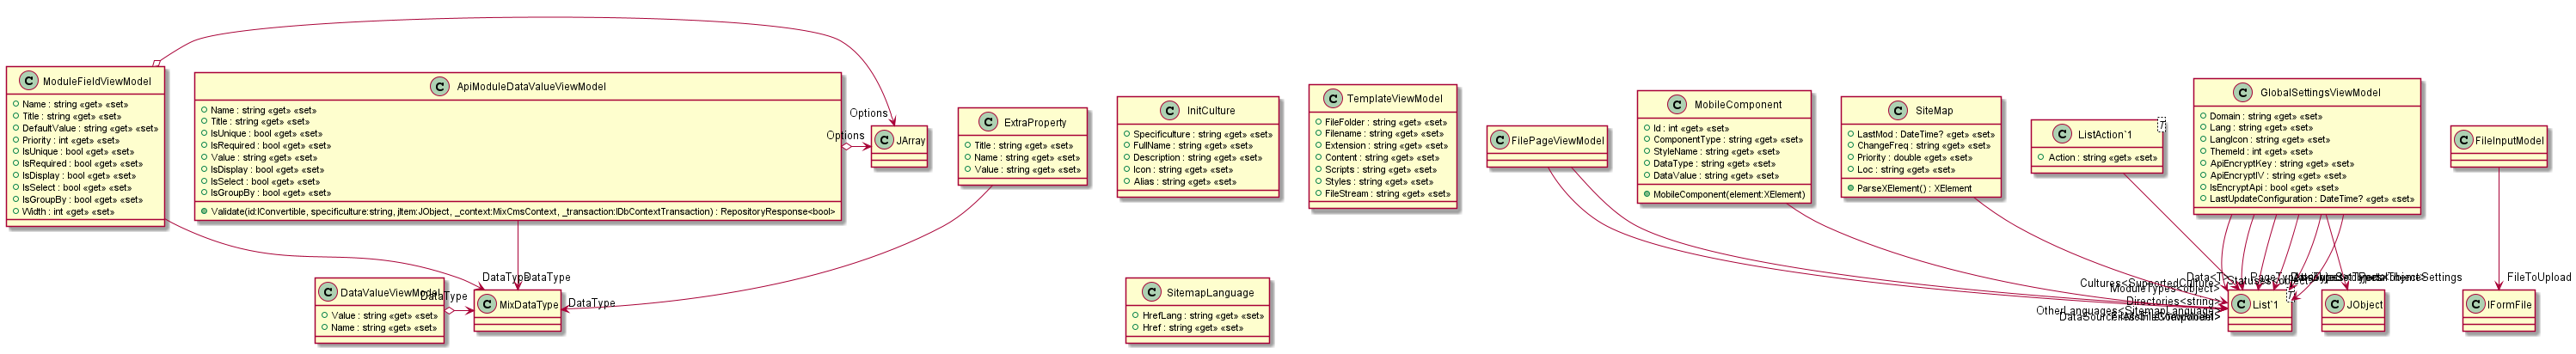 C ModuleFieldViewModel
Name : string «get» «set»
Title : string «get» «set»
DefaultValue : string «get» «set»
Priority : int «get» «set»
IsUnique : bool «get» «set»
IsRequired : bool «get» «set»
IsDisplay : bool «get» «set»
IsSelect : bool «get» «set»
IsGroupBy : bool «get» «set»
Width : int «get» «set»
C ApiModuleDataValueViewModel
Name : string «get» «set»
Title : string «get» «set»
IsUnique : bool «get» «set»
IsRequired : bool «get» «set»
Value : string «get» «set»
IsDisplay : bool «get» «set»
IsSelect : bool «get» «set»
IsGroupBy : bool «get» «set»
Validate(id:IConvertible, specificulture:string, jItem:JObject, _context:MixCmsContext, _transaction:IDbContextTransaction) : RepositoryResponse<bool>
Options
Options
C JArray
C ExtraProperty
Title : string «get» «set»
Name : string «get» «set»
Value : string «get» «set»
C InitCulture
Specificulture : string «get» «set»
FullName : string «get» «set»
Description : string «get» «set»
Icon : string «get» «set»
Alias : string «get» «set»
C TemplateViewModel
FileFolder : string «get» «set»
Filename : string «get» «set»
Extension : string «get» «set»
Content : string «get» «set»
Scripts : string «get» «set»
Styles : string «get» «set»
FileStream : string «get» «set»
C FilePageViewModel
C MobileComponent
Id : int «get» «set»
ComponentType : string «get» «set»
StyleName : string «get» «set»
DataType : string «get» «set»
DataValue : string «get» «set»
MobileComponent(element:XElement)
C SiteMap
LastMod : DateTime? «get» «set»
ChangeFreq : string «get» «set»
Priority : double «get» «set»
Loc : string «get» «set»
ParseXElement() : XElement
C ListAction`1
T
Action : string «get» «set»
C GlobalSettingsViewModel
Domain : string «get» «set»
Lang : string «get» «set»
LangIcon : string «get» «set»
ThemeId : int «get» «set»
ApiEncryptKey : string «get» «set»
ApiEncryptIV : string «get» «set»
IsEncryptApi : bool «get» «set»
LastUpdateConfiguration : DateTime? «get» «set»
C FileInputModel
C DataValueViewModel
Value : string «get» «set»
Name : string «get» «set»
DataType
DataType
DataType
DataType
C MixDataType
C SitemapLanguage
HrefLang : string «get» «set»
Href : string «get» «set»
Data<T>
Cultures<SupportedCulture>
ModuleTypes<object>
Statuses<object>
Directories<string>
OtherLanguages<SitemapLanguage>
C List`1
T
C JObject
FileToUpload
C IFormFile